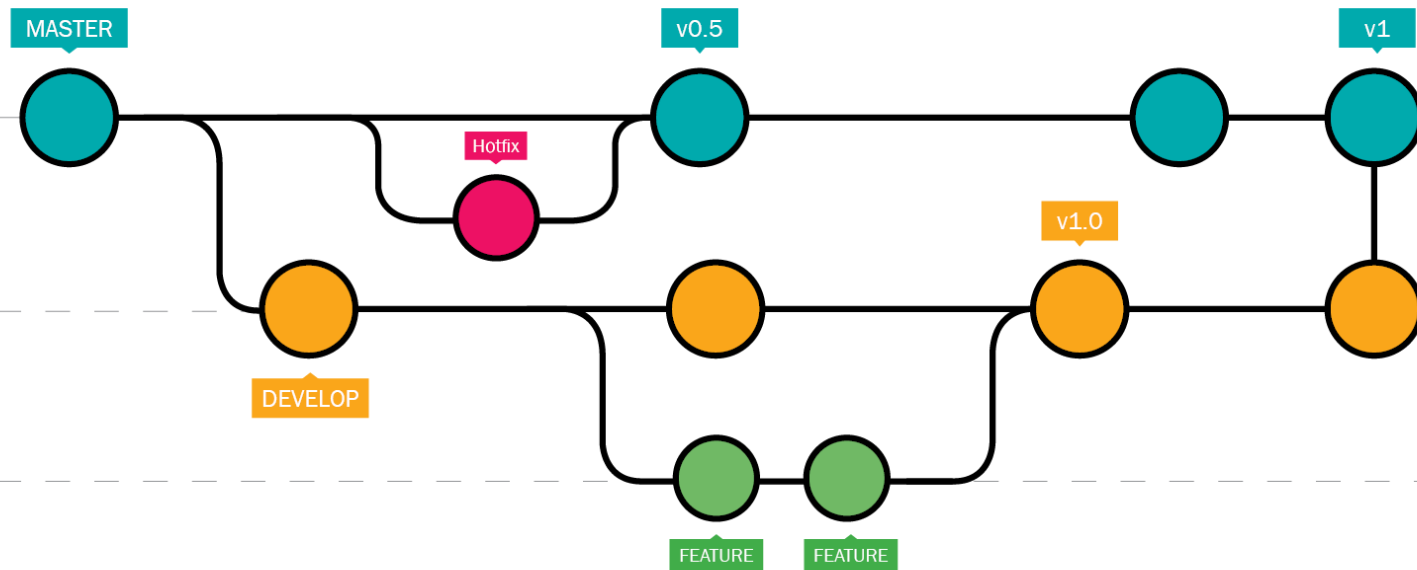 MASTER
v0.5
v1
Hotfix
v1.0
DEVELOP
FEATURE
FEATURE